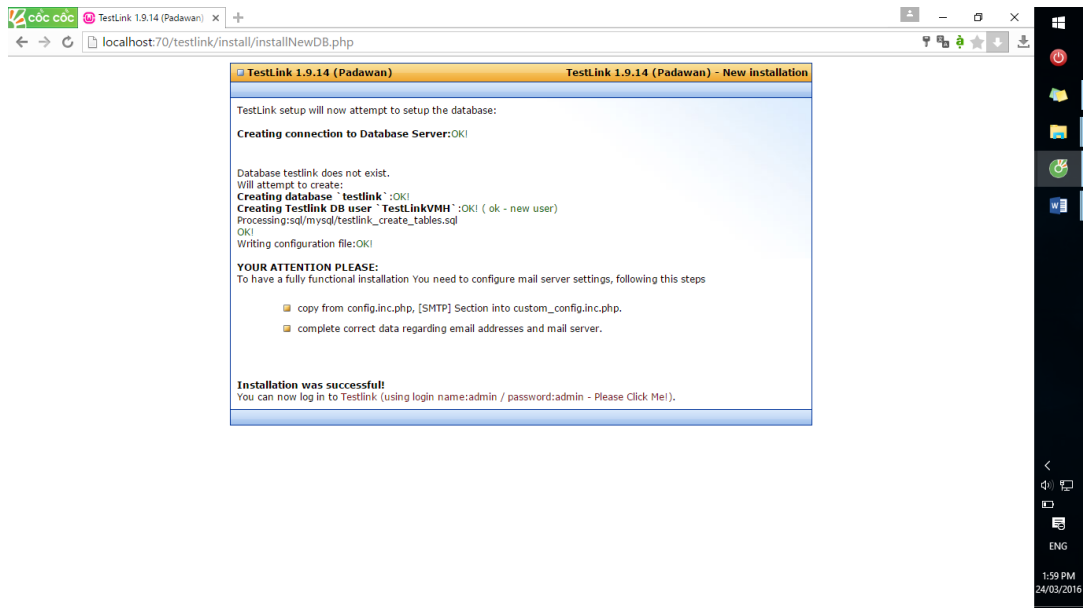 cốc cốc
TestLink 1.9.14 (Padawan)
localhost:70/testlink/install/installNewDB.php
TestLink 1.9.14 (Padawan) TestLink 1.9.14 (Padawan) - New installation
TestLink setup will now attempt to setup the database:
Creating connection to Database Server:OK!
Database testlink does not exist.
Will attempt to create:
Creating database `testlink`:OK!
Creating Testlink DB user `TestLinkVMH`:OK! ( ok - new user)
Processing:sql/mysql/testlink_create_tables.sql
OK!
Writing configuration file:OK!
YOUR ATTENTION PLEASE:
To have a fully functional installation You need to configure mail server settings, following this steps
copy from config.inc.php, [SMTP] Section into custom_config.inc.php.
complete correct data regarding email addresses and mail server.
Installation was successful!
You can now log in to Testlink (using login name:admin / password:admin - Please Click Me!).
ENG
1:59 PM
24/03/2016